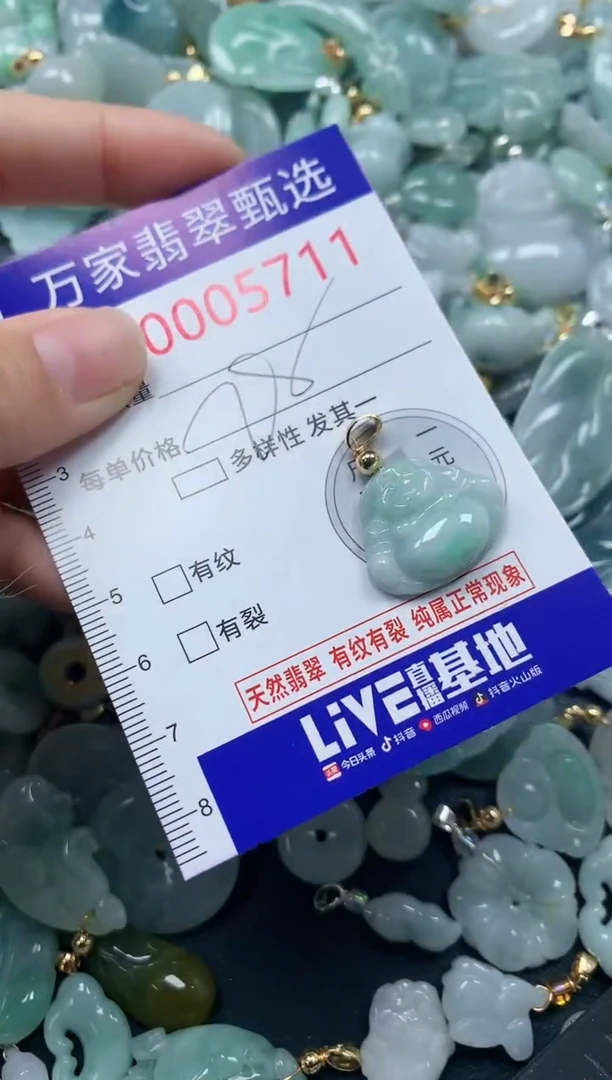 万家翡翠甄选
0005711
量
每单价格 98
多样性 发其一
一
元
3
4
有纹
5
有裂
6
天然翡翠 有纹有裂 纯属正常现象
7
LiVE直播基地
今日头条 抖音 西瓜视频 抖音火山版
8